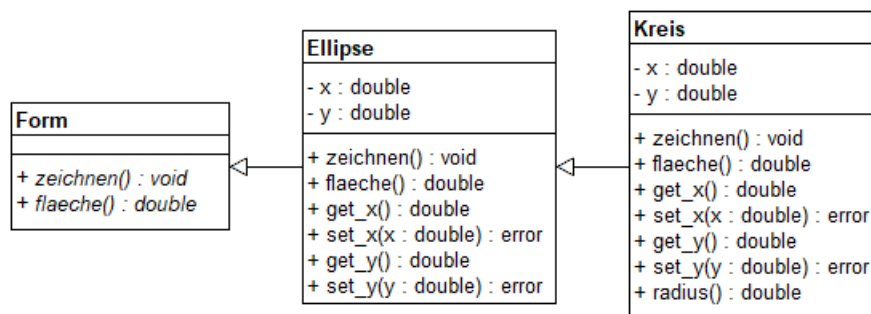 Form
+ zeichnen() : void
+ flaeche() : double
Ellipse
- x : double
- y : double
+ zeichnen() : void
+ flaeche() : double
+ get_x() : double
+ set_x(x : double) : error
+ get_y() : double
+ set_y(y : double) : error
Kreis
- x : double
- y : double
+ zeichnen() : void
+ flaeche() : double
+ get_x() : double
+ set_x(x : double) : error
+ get_y() : double
+ set_y(y : double) : error
+ radius() : double